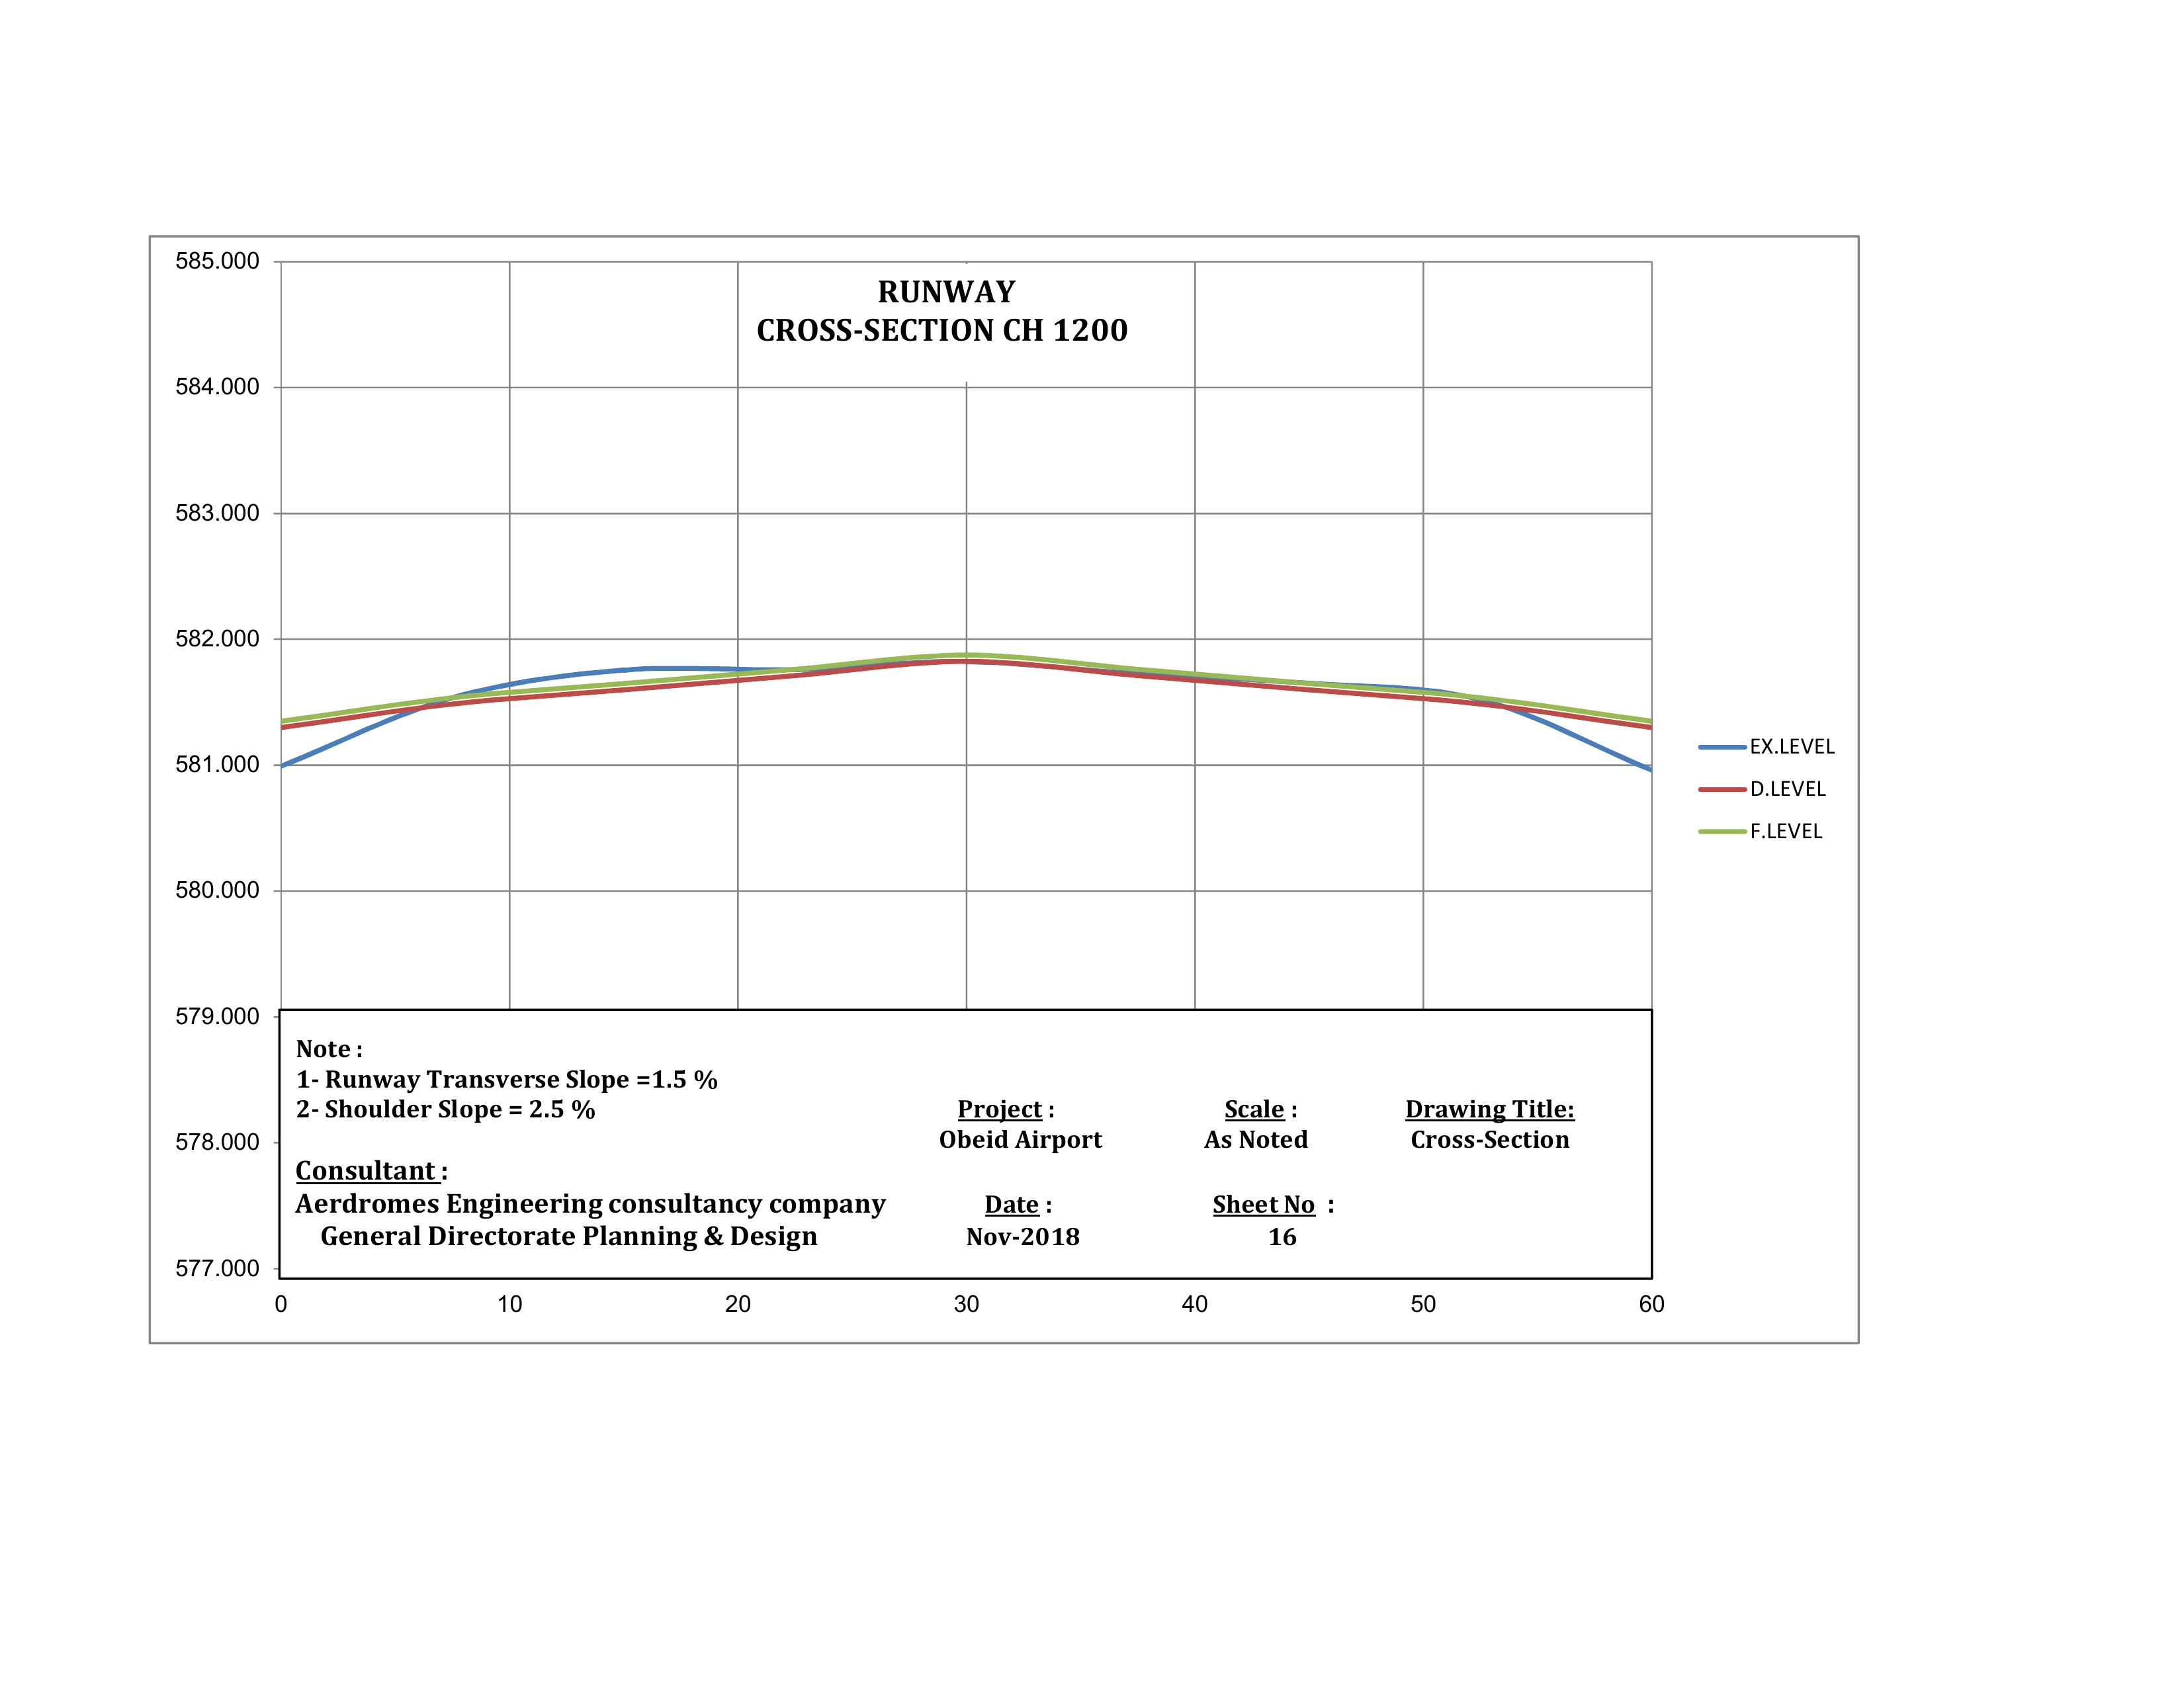 RUNWAY
CROSS-SECTION CH 1200
585.000
584.000
583.000
582.000
581.000
580.000
579.000
578.000
577.000
0 10 20 30 40 50 60
EX.LEVEL
D.LEVEL
F.LEVEL
Note :
1- Runway Transverse Slope =1.5 %
2- Shoulder Slope = 2.5 %
Consultant :
Aerdromes Engineering consultancy company
General Directorate Planning & Design
Project :
Obeid Airport
Scale :
As Noted
Drawing Title:
Cross-Section
Date :
Nov-2018
Sheet No :
16